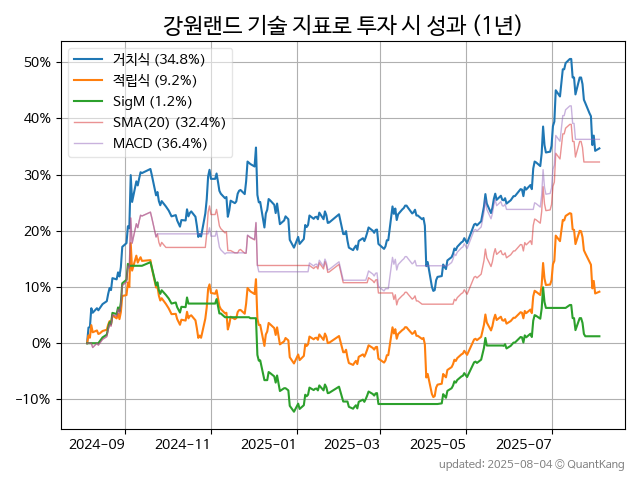 강원랜드 기술 지표로 투자 시 성과 (1년)
거치식 (34.8%)
적립식 (9.2%)
SigM (1.2%)
SMA(20) (32.4%)
MACD (36.4%)
50%
40%
30%
20%
10%
0%
−10%
2024-09 2024-11 2025-01 2025-03 2025-05 2025-07
updated: 2025-08-04 © QuantKang